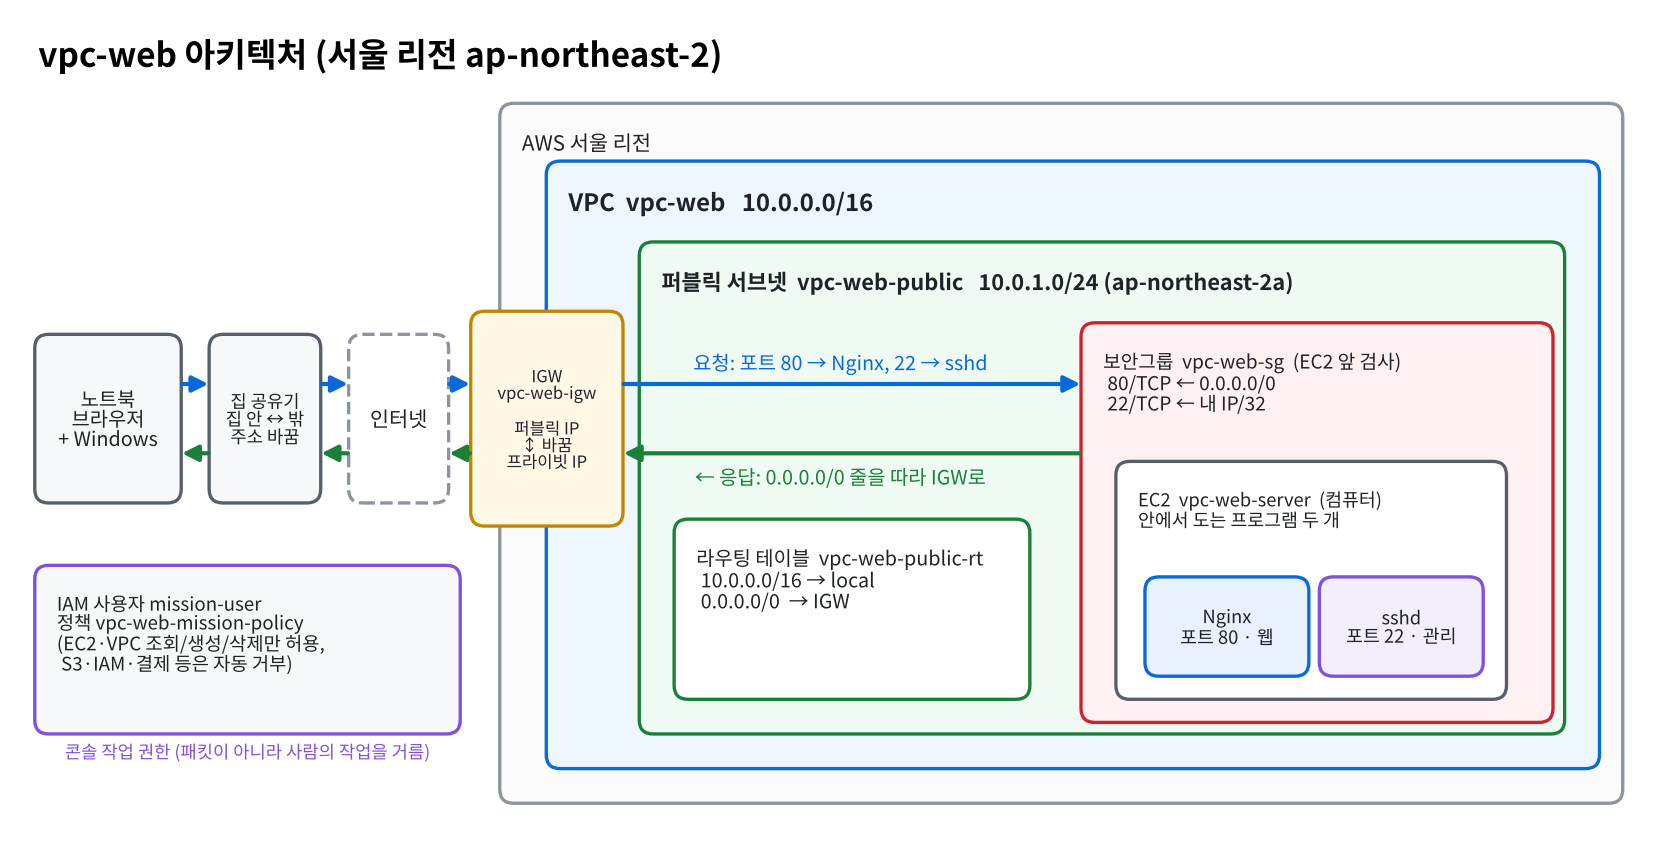 vpc-web 아키텍처 (서울 리전 ap-northeast-2)
AWS 서울 리전
VPC vpc-web 10.0.0.0/16
퍼블릭 서브넷 vpc-web-public 10.0.1.0/24 (ap-northeast-2a)
노트북
브라우저
+ Windows
집 공유기
집 안 ↔ 밖
주소 바꿈
인터넷
IGW
vpc-web-igw
퍼블릭 IP
↕ 바꿈
프라이빗 IP
요청: 포트 80 → Nginx, 22 → sshd
← 응답: 0.0.0.0/0 줄을 따라 IGW로
라우팅 테이블 vpc-web-public-rt
10.0.0.0/16 → local
0.0.0.0/0 → IGW
보안그룹 vpc-web-sg (EC2 앞 검사)
80/TCP ← 0.0.0.0/0
22/TCP ← 내 IP/32
EC2 vpc-web-server (컴퓨터)
안에서 도는 프로그램 두 개
Nginx
포트 80 · 웹
sshd
포트 22 · 관리
IAM 사용자 mission-user
정책 vpc-web-mission-policy
(EC2·VPC 조회/생성/삭제만 허용,
S3·IAM·결제 등은 자동 거부)
콘솔 작업 권한 (패킷이 아니라 사람의 작업을 거름)